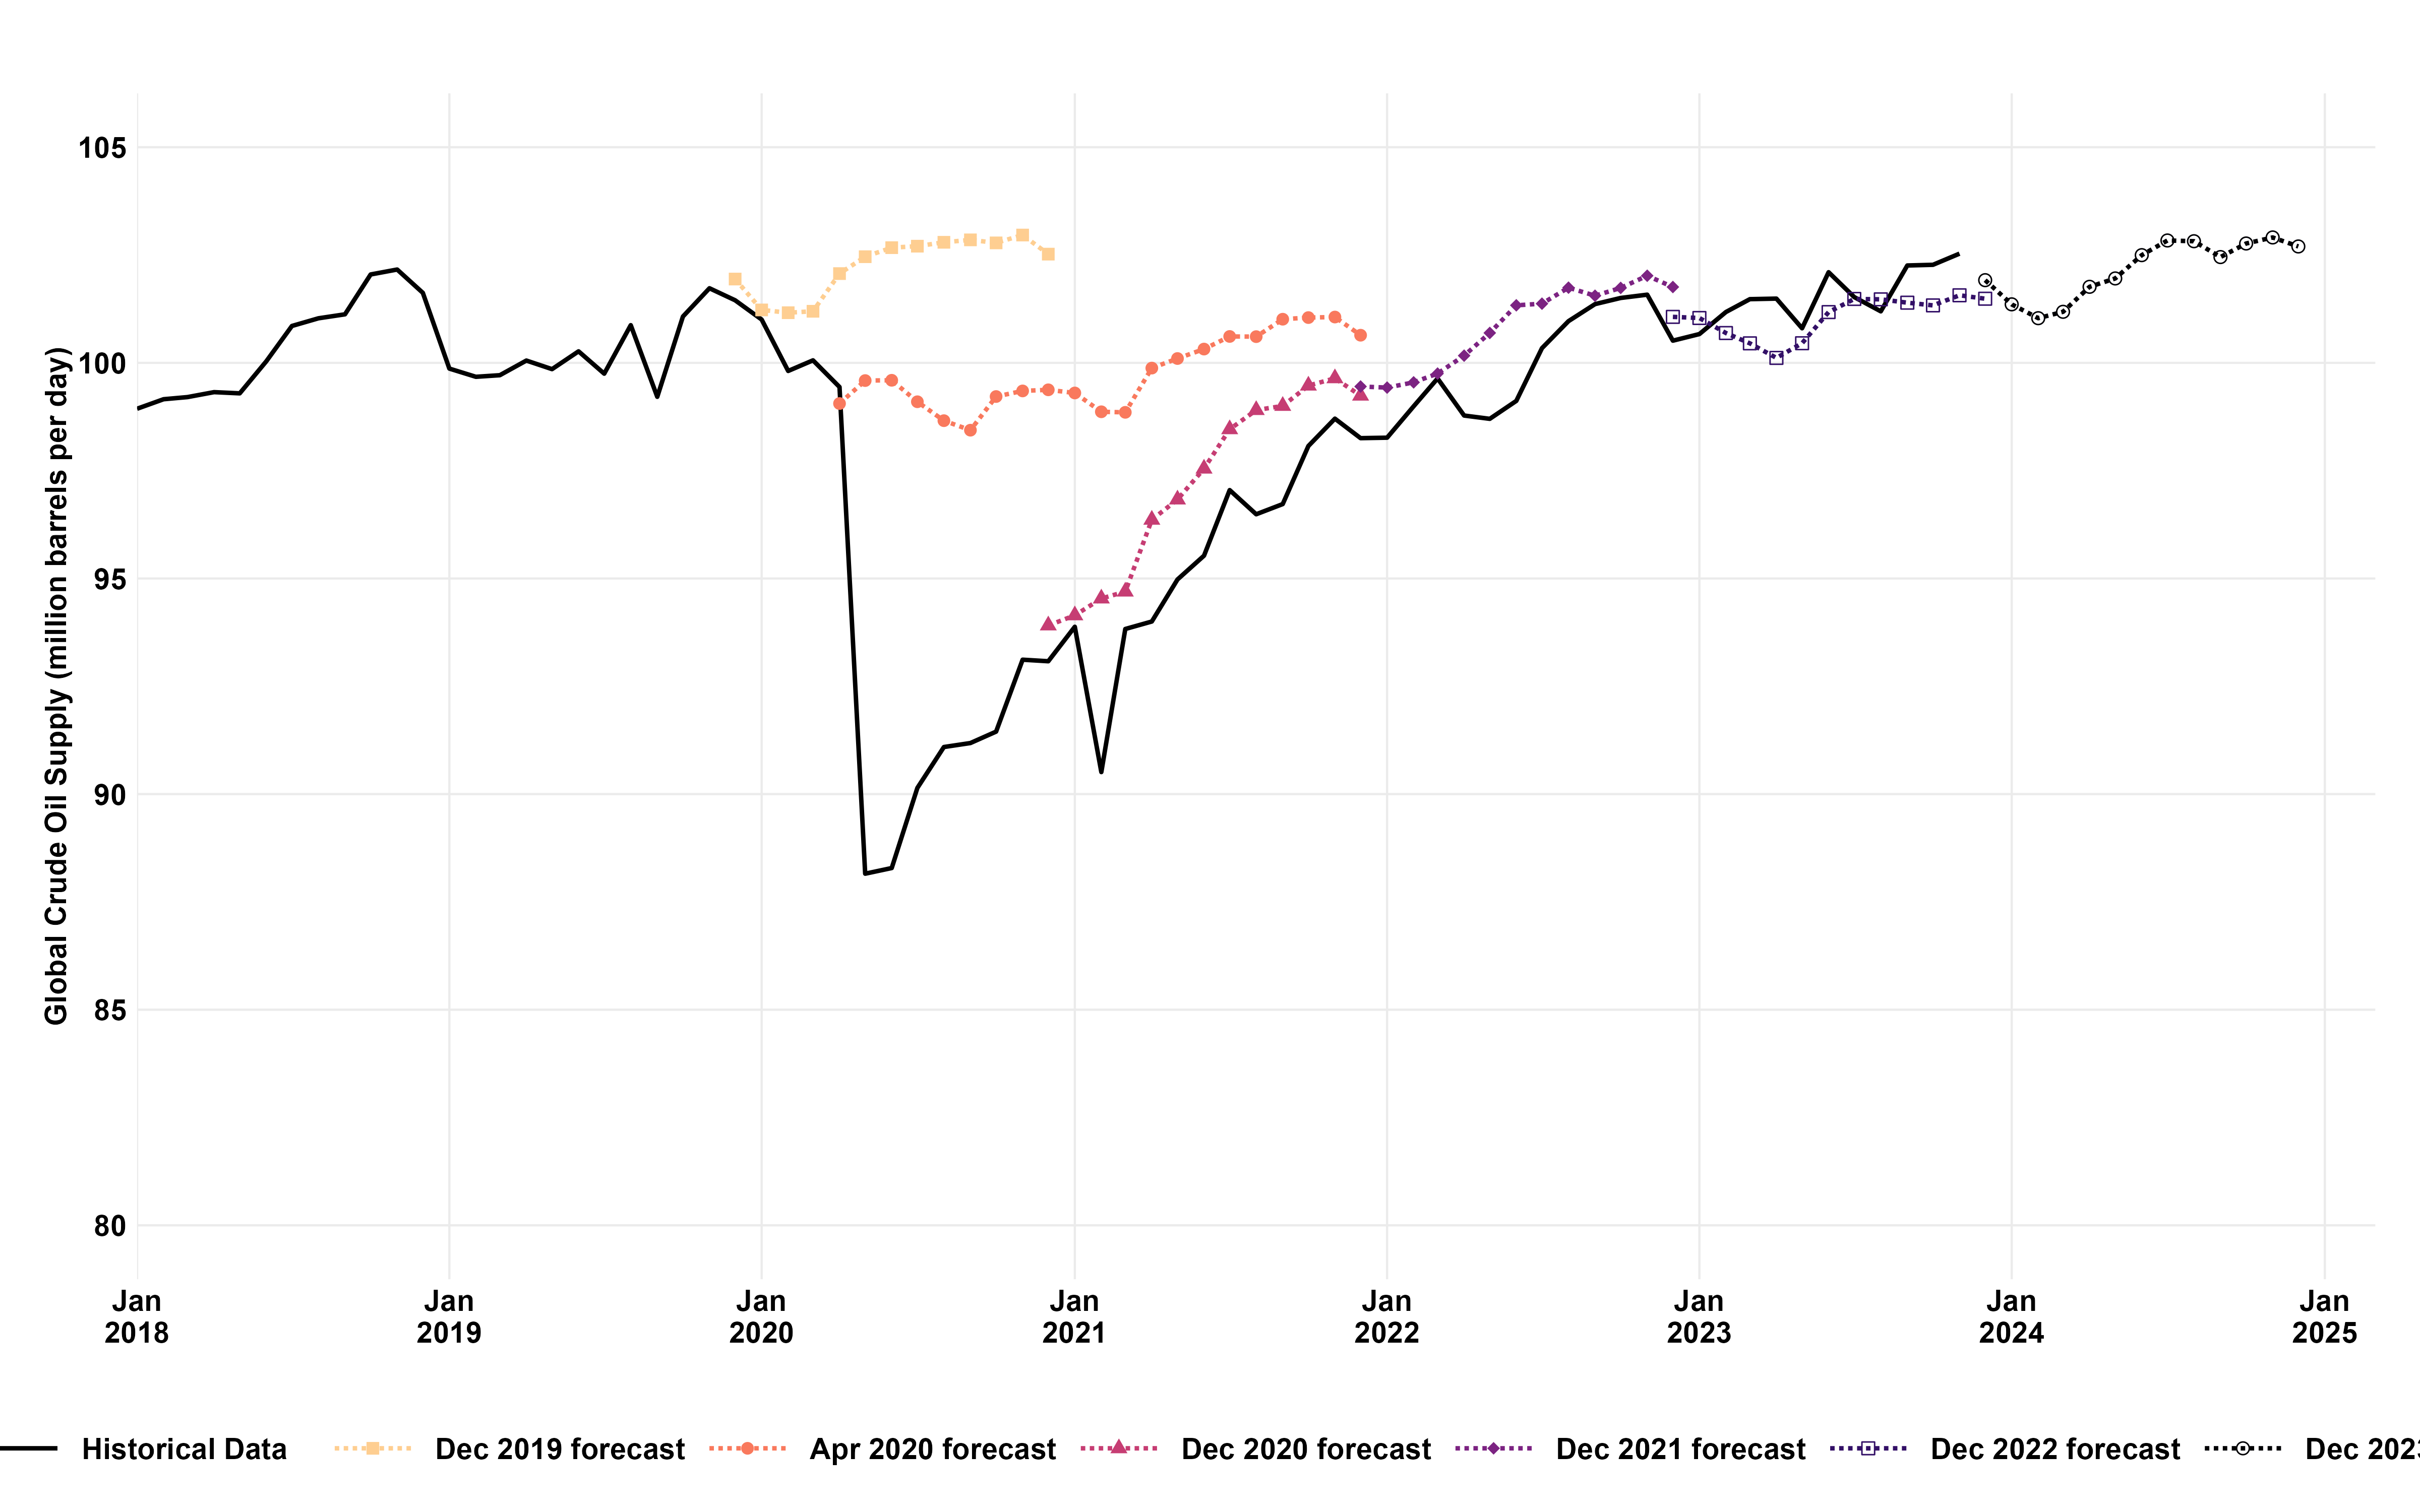 Global Crude Oil Supply (million barrels per day)
105
100
95
90
85
80
Jan
2018
Jan
2019
Jan
2020
Jan
2021
Jan
2022
Jan
2023
Jan
2024
Jan
2025
Historical Data
Dec 2019 forecast
Apr 2020 forecast
Dec 2020 forecast
Dec 2021 forecast
Dec 2022 forecast
Dec 2023